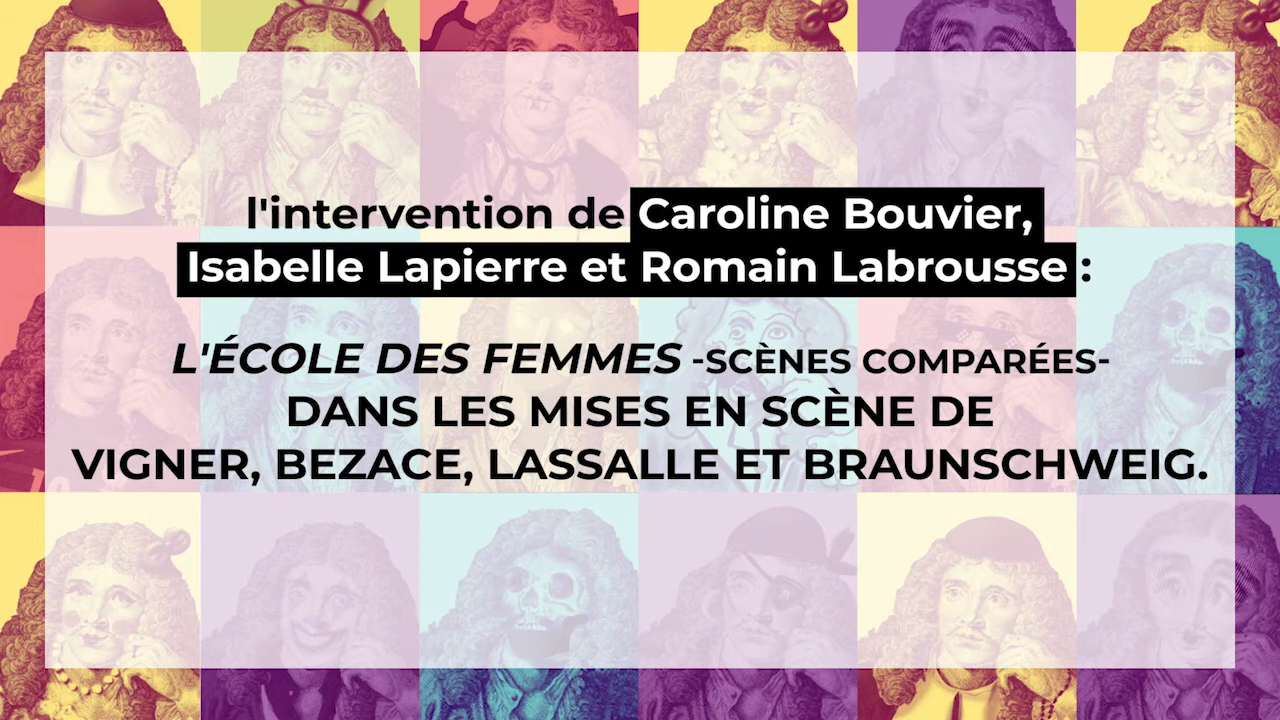 l'intervention de Caroline Bouvier,
Isabelle Lapierre et Romain Labrousse :
L'ÉCOLE DES FEMMES -SCÈNES COMPARÉES-
DANS LES MISES EN SCÈNE DE
VIGNER, BEZACE, LASSALLE ET BRAUNSCHWEIG.